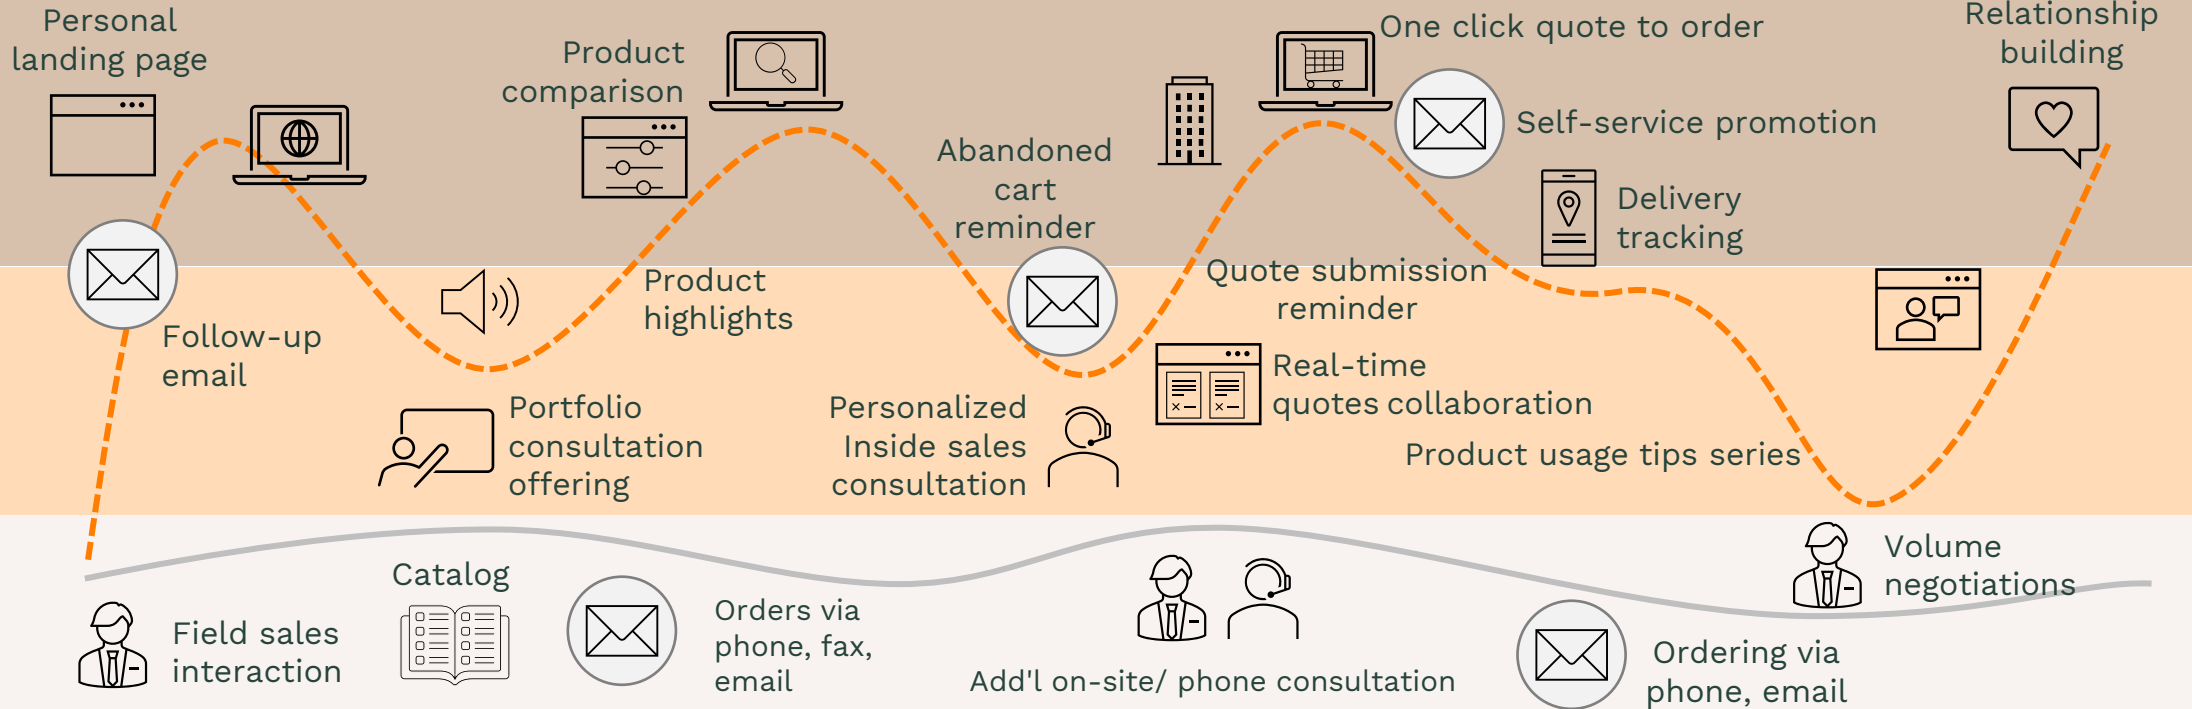 Personal
landing page
Product
comparison
One click quote to order
Relationship
building
Self-service promotion
Abandoned
cart
reminder
Delivery
tracking
Follow-up
email
Product
highlights
Quote submission
reminder
Portfolio
consultation
offering
Personalized
Inside sales
consultation
Real-time
quotes collaboration
Product usage tips series
Field sales
interaction
Catalog
Orders via
phone, fax,
email
Add'l on-site/ phone consultation
Volume
negotiations
Ordering via
phone, email